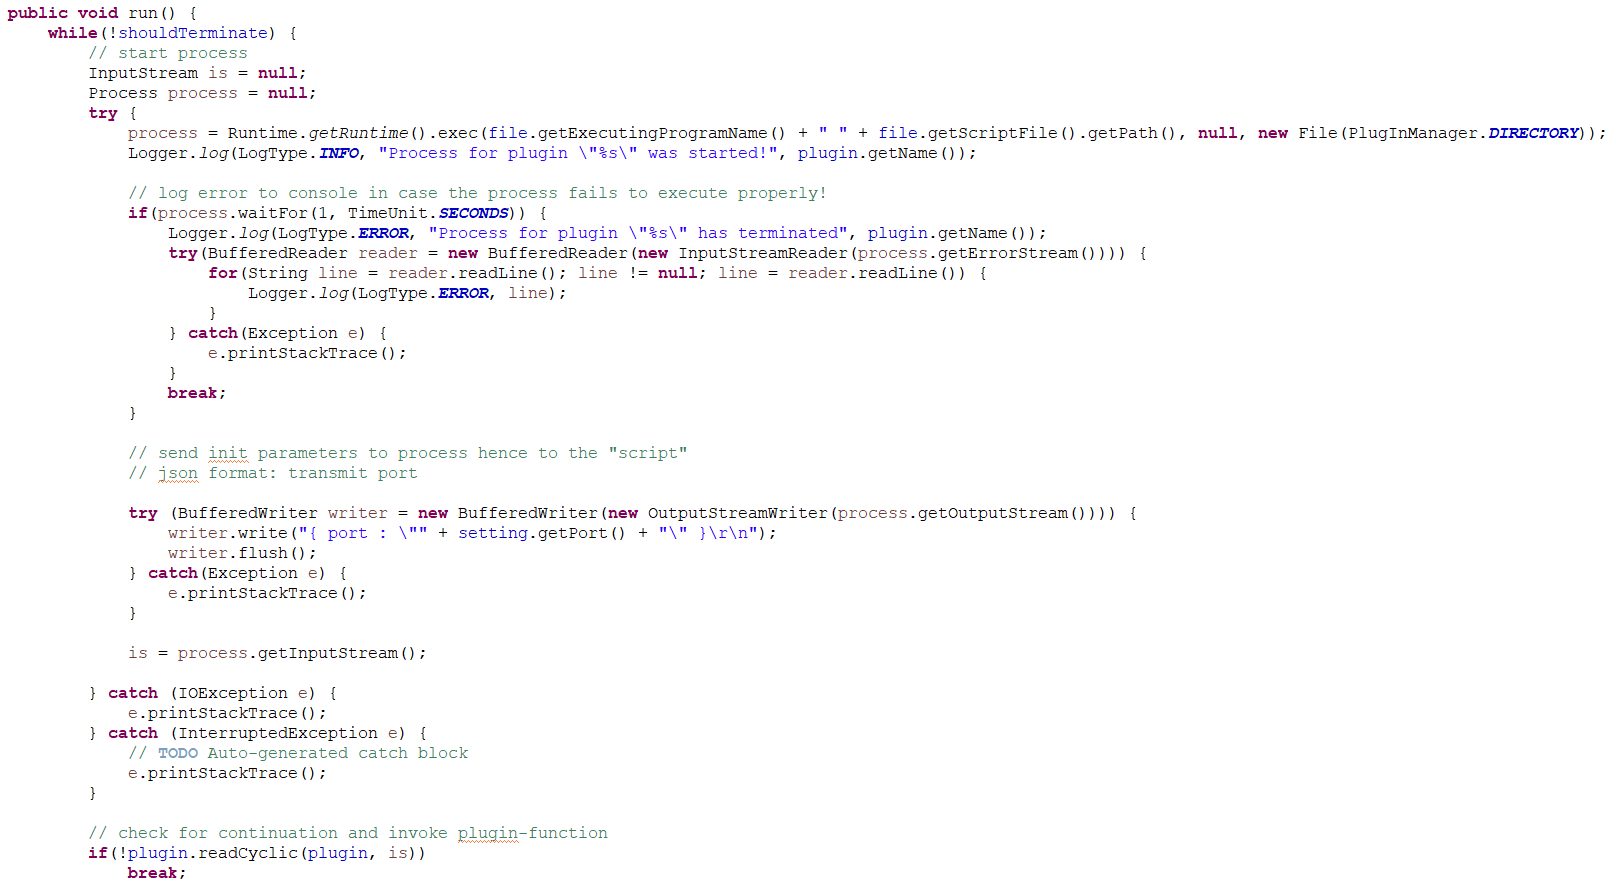 public void run() {
    while(!shouldTerminate) {
        // start process
        InputStream is = null;
        Process process = null;
        try {
            process = Runtime.getRuntime().exec(file.getExecutingProgramName() + " " + file.getScriptFile().getPath(), null, new File(PlugInManager.DIRECTORY));
            Logger.log(LogType.INFO, "Process for plugin \"%s\" was started!", plugin.getName());

            // log error to console in case the process fails to execute properly!
            if(process.waitFor(1, TimeUnit.SECONDS)) {
                Logger.log(LogType.ERROR, "Process for plugin \"%s\" has terminated", plugin.getName());
                try(BufferedReader reader = new BufferedReader(new InputStreamReader(process.getErrorStream()))) {
                    for(String line = reader.readLine(); line != null; line = reader.readLine()) {
                        Logger.log(LogType.ERROR, line);
                    }
                } catch(Exception e) {
                    e.printStackTrace();
                }
                break;
            }

            // send init parameters to process hence to the "script"
            // json format: transmit port

            try (BufferedWriter writer = new BufferedWriter(new OutputStreamWriter(process.getOutputStream()))) {
                writer.write("{ port : \"" + setting.getPort() + "\" }\r\n");
                writer.flush();
            } catch(Exception e) {
                e.printStackTrace();
            }

            is = process.getInputStream();

        } catch (IOException e) {
            e.printStackTrace();
        } catch (InterruptedException e) {
            // TODO Auto-generated catch block
            e.printStackTrace();
        }

        // check for continuation and invoke plugin-function
        if(!plugin.readCyclic(plugin, is))
            break;